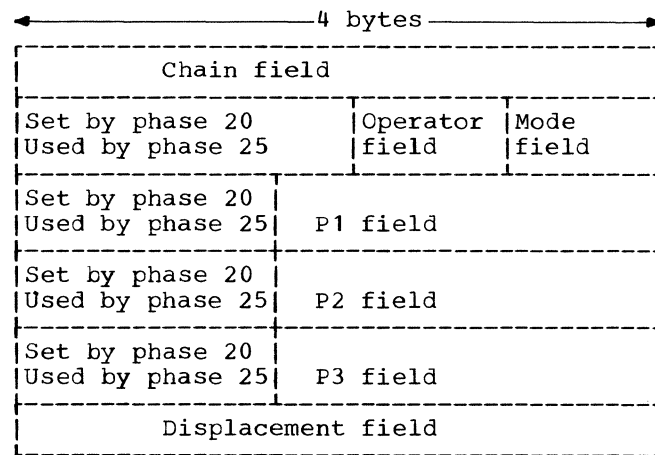 4 bytes
Chain field
Set by phase 20 Operator Mode
Used by phase 25 field field
Set by phase 20
Used by phase 25 P1 field
Set by phase 20
Used by phase 25 P2 field
Set by phase 20
Used by phase 25 P3 field
Displacement field